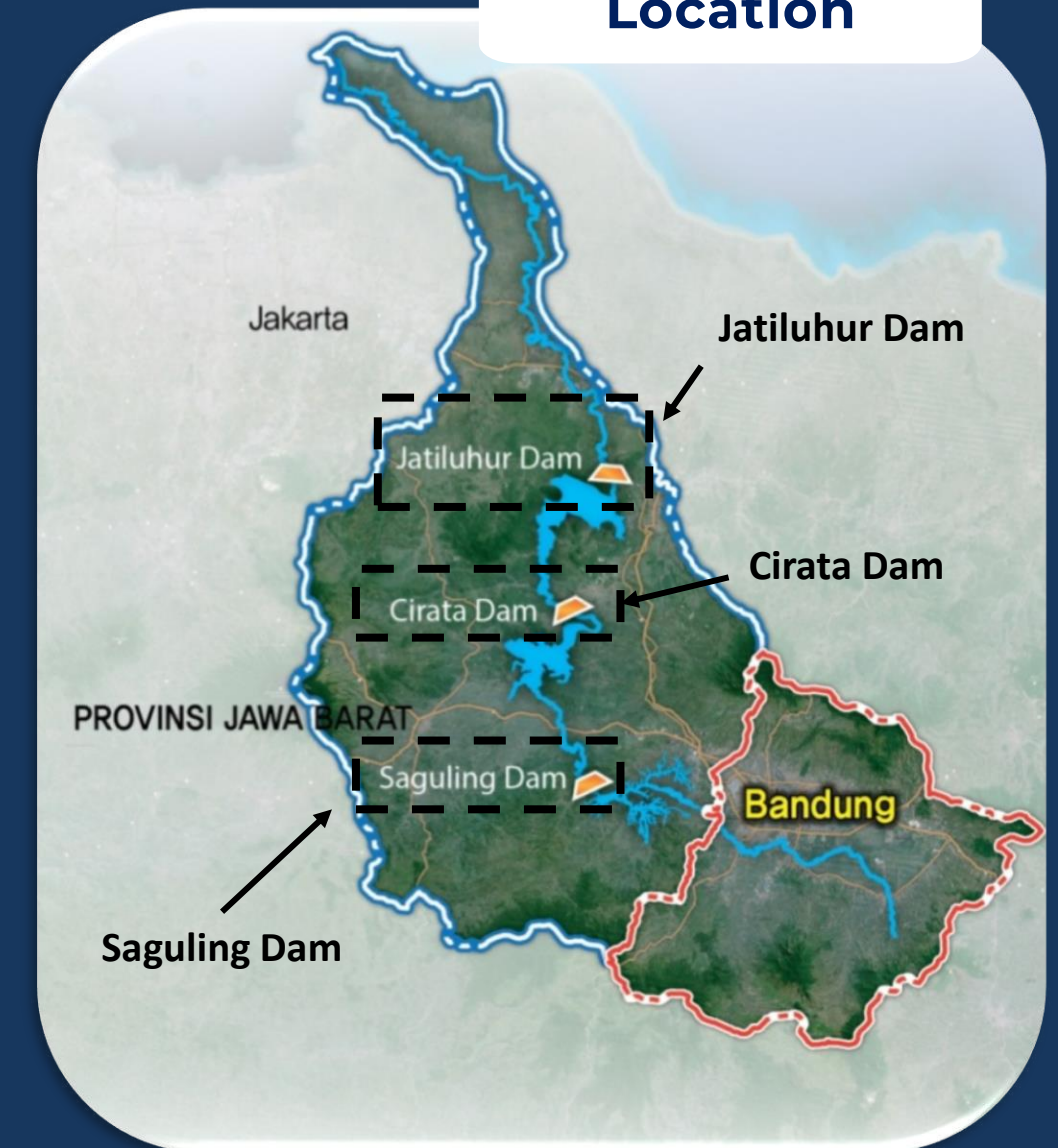 Location
Jakarta
Jatiluhur Dam
Jatiluhur Dam
Cirata Dam
Cirata Dam
PROVINSI JAWA BARAT
Saguling Dam
Bandung
Saguling Dam